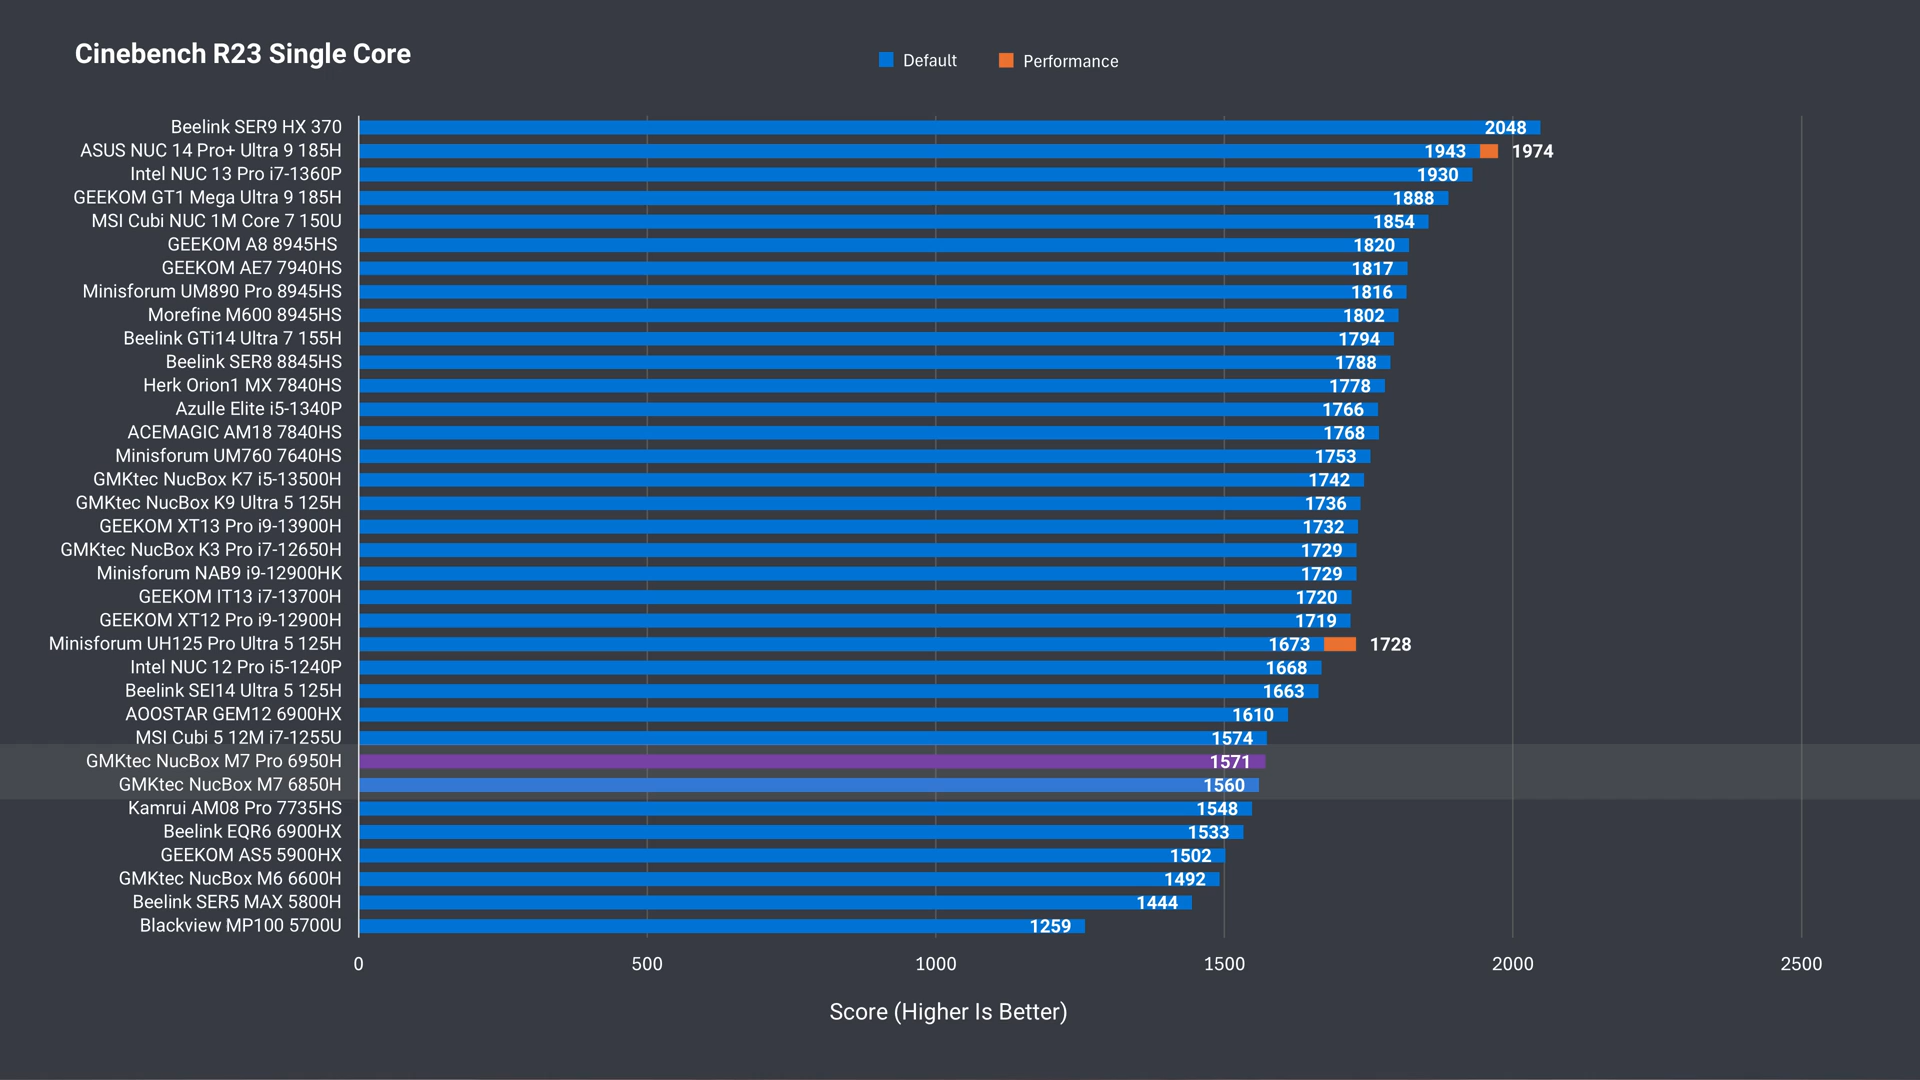 Cinebench R23 Single Core
Default Performance
Beelink SER9 HX 370 2048
ASUS NUC 14 Pro+ Ultra 9 185H 1943 1974
Intel NUC 13 Pro i7-1360P 1930
GEEKOM GT1 Mega Ultra 9 185H 1888
MSI Cubi NUC 1M Core 7 150U 1854
GEEKOM A8 8945HS 1820
GEEKOM AE7 7940HS 1817
Minisforum UM890 Pro 8945HS 1816
Morefine M600 8945HS 1802
Beelink GTi14 Ultra 7 155H 1794
Beelink SER8 8845HS 1788
Herk Orion1 MX 7840HS 1778
Azulle Elite i5-1340P 1766
ACEMAGIC AM18 7840HS 1768
Minisforum UM760 7640HS 1753
GMKtec NucBox K7 i5-13500H 1742
GMKtec NucBox K9 Ultra 5 125H 1736
GEEKOM XT13 Pro i9-13900H 1732
GMKtec NucBox K3 Pro i7-12650H 1729
Minisforum NAB9 i9-12900HK 1729
GEEKOM IT13 i7-13700H 1720
GEEKOM XT12 Pro i9-12900H 1719
Minisforum UH125 Pro Ultra 5 125H 1673 1728
Intel NUC 12 Pro i5-1240P 1668
Beelink SEI14 Ultra 5 125H 1663
AOOSTAR GEM12 6900HX 1610
MSI Cubi 5 12M i7-1255U 1574
GMKtec NucBox M7 Pro 6950H 1571
GMKtec NucBox M7 6850H 1560
Kamrui AM08 Pro 7735HS 1548
Beelink EQR6 6900HX 1533
GEEKOM AS5 5900HX 1502
GMKtec NucBox M6 6600H 1492
Beelink SER5 MAX 5800H 1444
Blackview MP100 5700U 1259
0 500 1000 1500 2000 2500
Score (Higher Is Better)